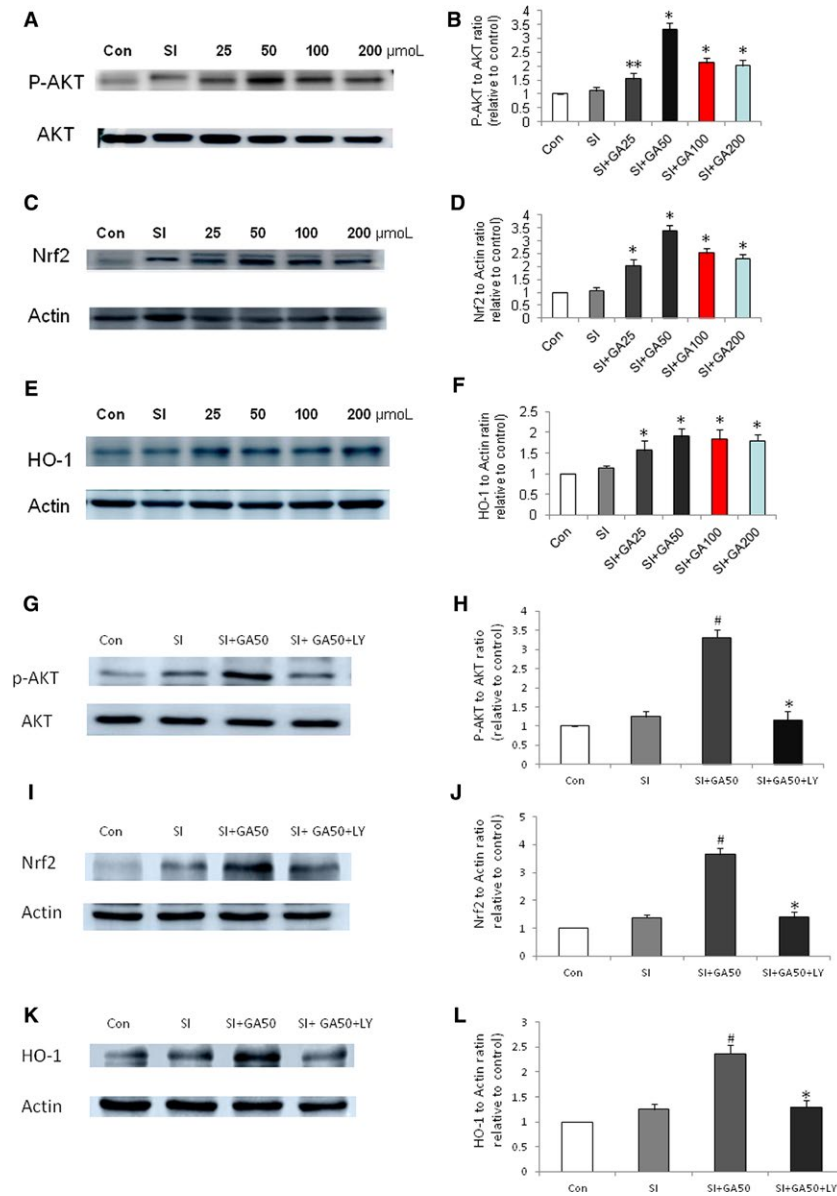 A
Con SI 25 50 100 200 μmoL
P-AKT
AKT
B
P-AKT to AKT ratio
(relative to control)
4
3.5
3
2.5
2
1.5
1
0.5
0
** * * *
Con SI SI+GA25 SI+GA50 SI+GA100 SI+GA200
C
Con SI 25 50 100 200 μmoL
Nrf2
Actin
D
Nrf2 to Actin ratio
relative to control)
4
3.5
3
2.5
2
1.5
1
0.5
0
* * * *
Con SI SI+GA25 SI+GA50 SI+GA100 SI+GA200
E
Con SI 25 50 100 200 μmoL
HO-1
Actin
F
HO-1 to Actin ratin
relative to control)
2.5
2
1.5
1
0.5
0
* * * *
Con SI SI+GA25 SI+GA50 SI+GA100 SI+GA200
G
Con SI SI+GA50 SI+ GA50+LY
p-AKT
AKT
H
P-AKT to AKT ratio
(relative to control)
4
3.5
3
2.5
2
1.5
1
0.5
0
# *
Con SI SI+GA50 SI+GA50+LY
I
Con SI SI+GA50 SI+ GA50+LY
Nrf2
Actin
J
Nrf2 to Actin ratio
relative to control)
5
4
3
2
1
0
# *
Con SI SI+GA50 SI+GA50+LY
K
Con SI SI+GA50 SI+ GA50+LY
HO-1
Actin
L
HO-1 to Actin ratin
relative to control)
3
2.5
2
1.5
1
0.5
0
# *
Con SI SI+GA50 SI+GA50+LY